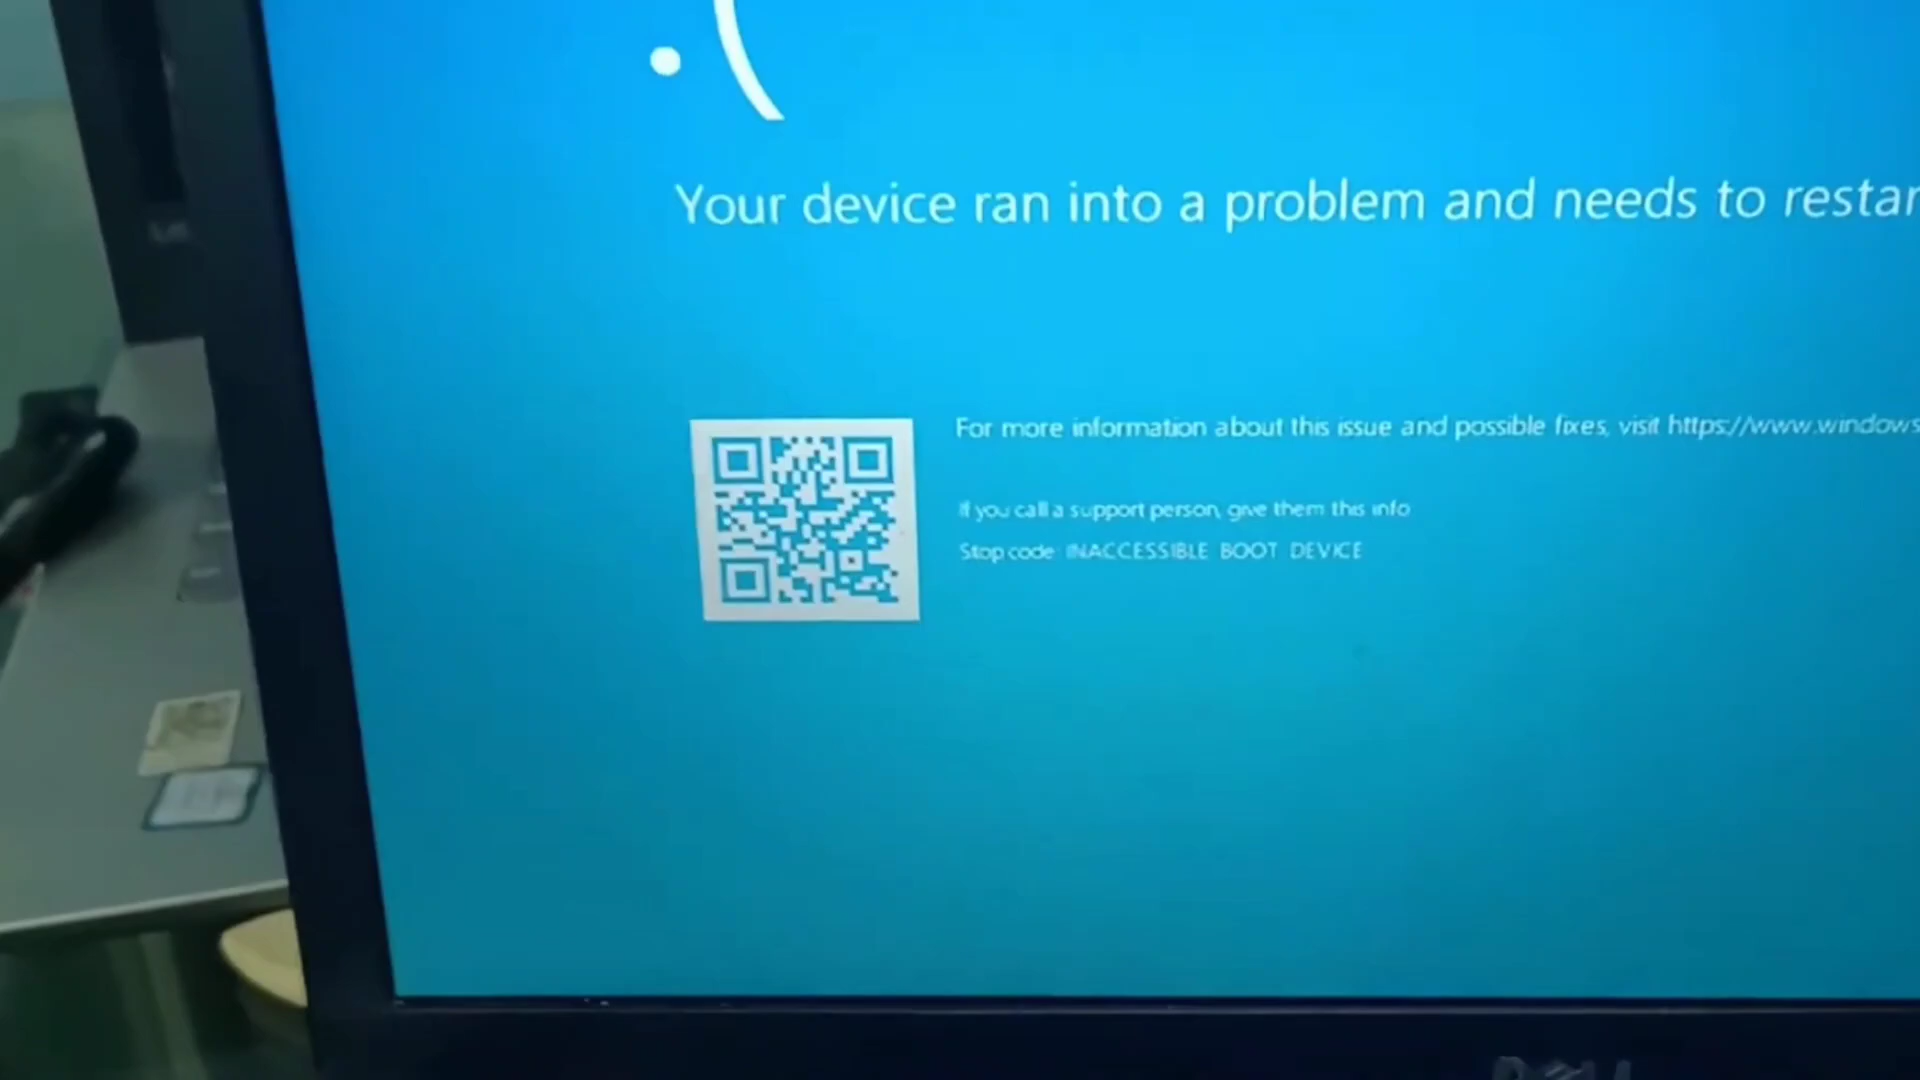 :(
Your device ran into a problem and needs to restar
For more information about this issue and possible fixes, visit https://www.windows
If you call a support person, give them this info
Stop code: INACCESSIBLE BOOT DEVICE
DELL